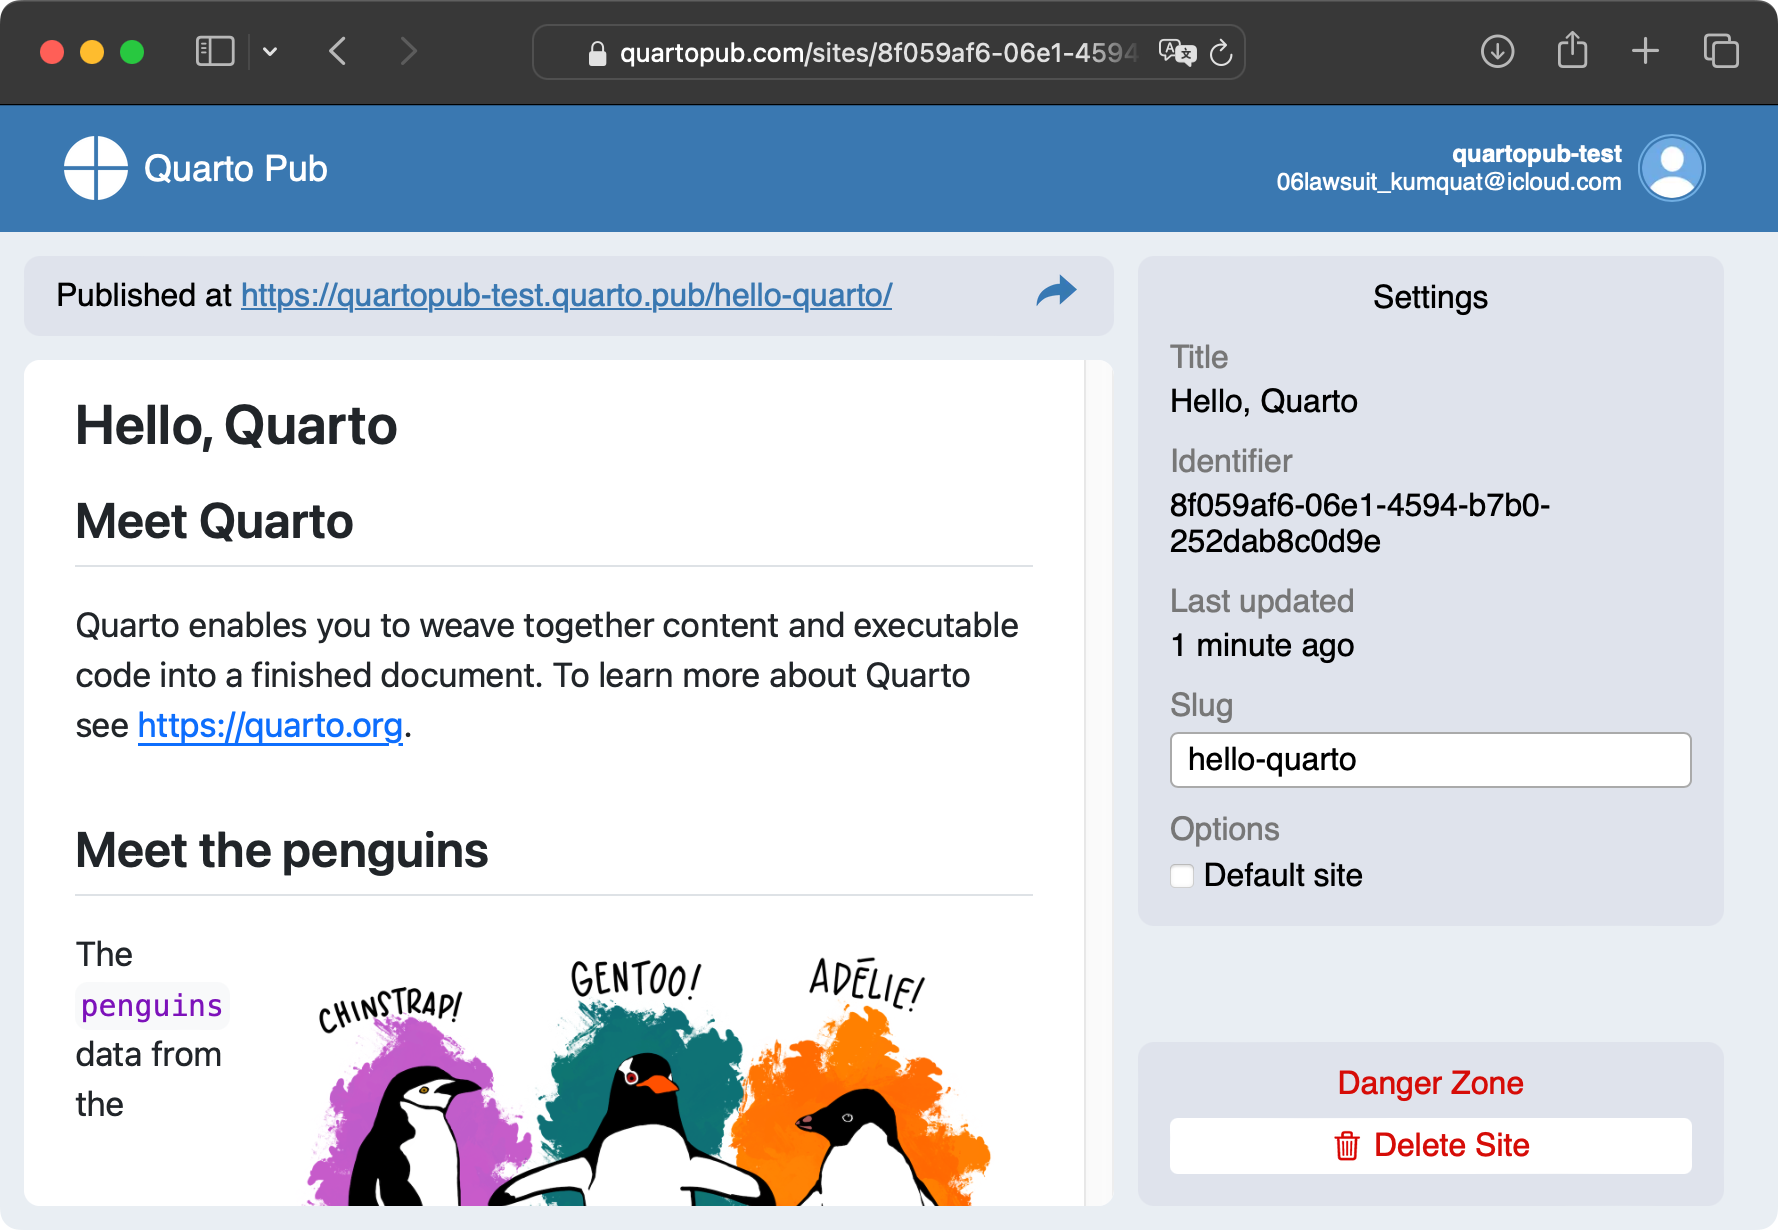 quartopub.com/sites/8f059af6-06e1-4594
Quarto Pub
quartopub-test
06lawsuit_kumquat@icloud.com
Published at https://quartopub-test.quarto.pub/hello-quarto/
Hello, Quarto
Meet Quarto
Quarto enables you to weave together content and executable
code into a finished document. To learn more about Quarto
see https://quarto.org.
Meet the penguins
The
penguins
data from
the
CHINSTRAP!
GENTOO!
ADÉLIE!
Settings
Title
Hello, Quarto
Identifier
8f059af6-06e1-4594-b7b0-
252dab8c0d9e
Last updated
1 minute ago
Slug
hello-quarto
Options
Default site
Danger Zone
Delete Site